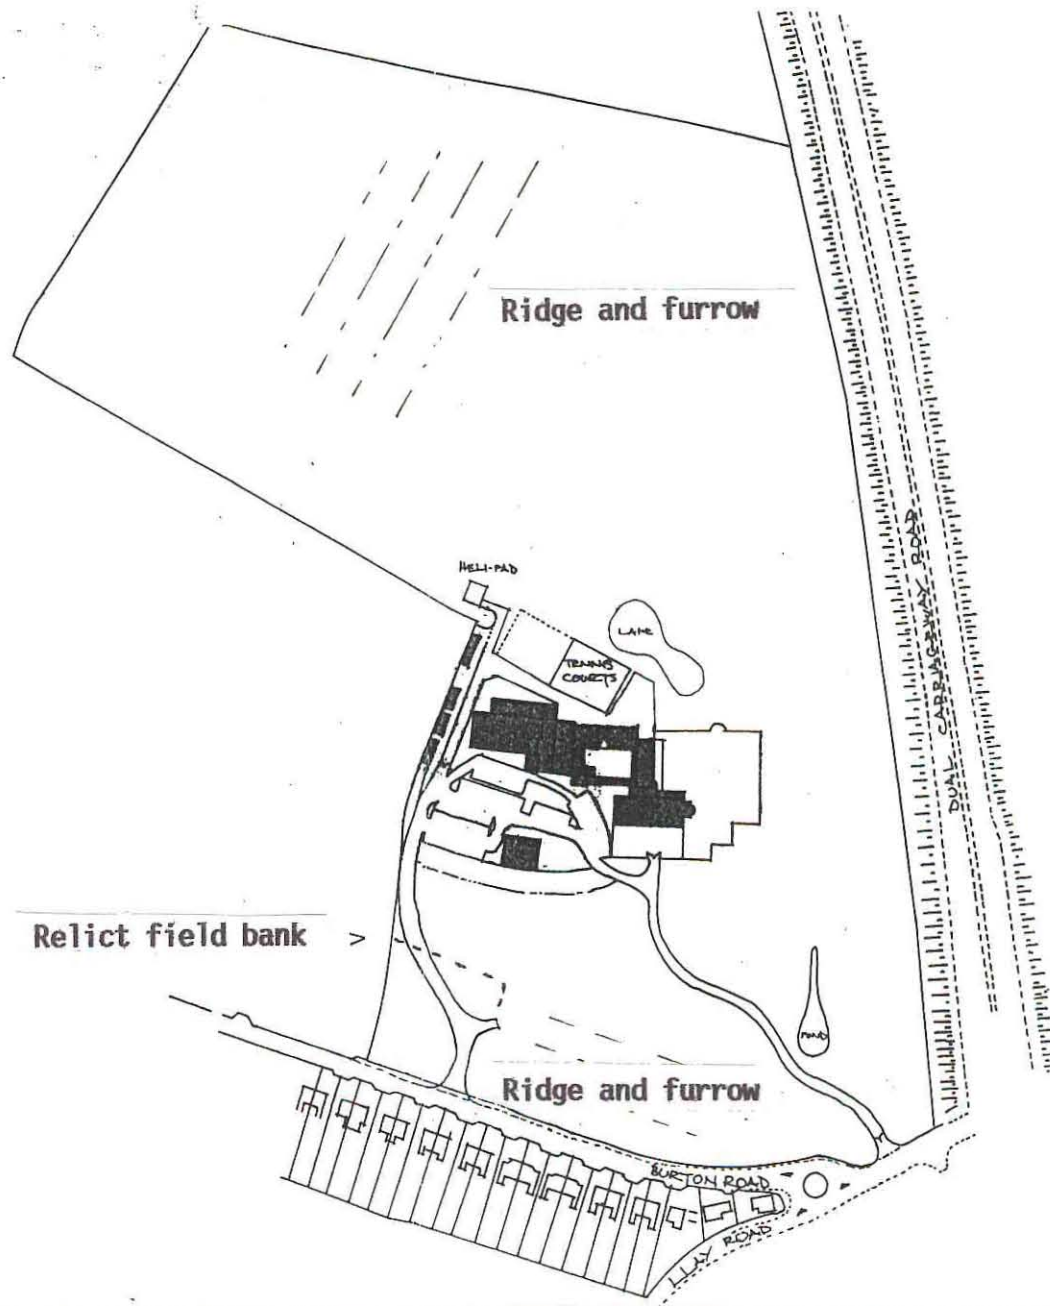 Ridge and furrow
HELI-PAD
LAKE
TENNIS
COURTS
DUAL CARRIAGEWAY ROAD
Relict field bank >
POND
Ridge and furrow
BURTON ROAD
LLAY ROAD